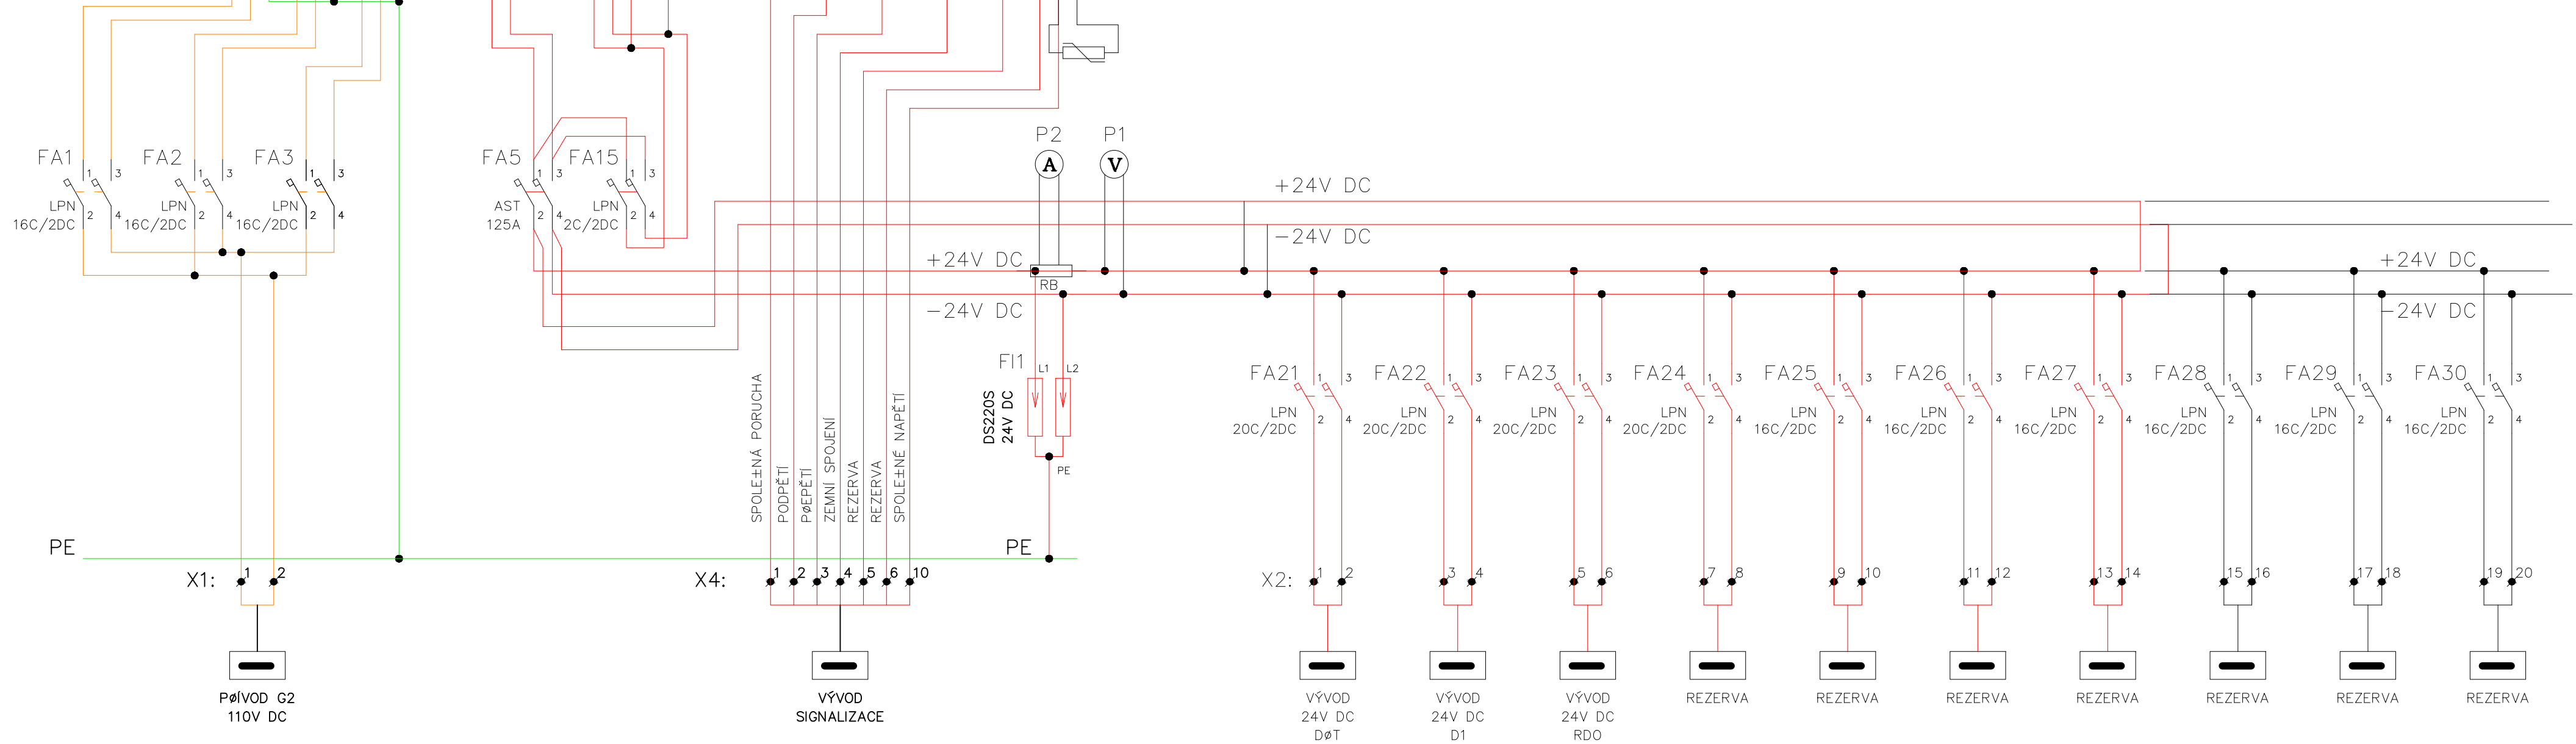 P2
P1
FA1
FA2
FA3
FA5
FA15
1
3
1
3
1
3
1
3
1
3
A
V
+24V DC
LPN
16C/2DC
2
4
LPN
16C/2DC
2
4
LPN
16C/2DC
2
4
AST
125A
2
4
LPN
2C/2DC
2
4
-24V DC
+24V DC
+24V DC
RB
-24V DC
-24V DC
FI1
L1
L2
DS220S
24V DC
PE
FA21
1
3
LPN
20C/2DC
2
4
FA22
1
3
LPN
20C/2DC
2
4
FA23
1
3
LPN
20C/2DC
2
4
FA24
1
3
LPN
20C/2DC
2
4
FA25
1
3
LPN
16C/2DC
2
4
FA26
1
3
LPN
16C/2DC
2
4
FA27
1
3
LPN
16C/2DC
2
4
FA28
1
3
LPN
16C/2DC
2
4
FA29
1
3
LPN
16C/2DC
2
4
FA30
1
3
LPN
16C/2DC
2
4
SPOLE±NÁ PORUCHA
PODPĚTÍ
PØEPĚTÍ
ZEMNÍ SPOJENÍ
REZERVA
REZERVA
SPOLE±NÉ NAPĚTÍ
PE
PE
X1:
1
2
X4:
1
2
3
4
5
6
10
X2:
1
2
3
4
5
6
7
8
9
10
11
12
13
14
15
16
17
18
19
20
PØÍVOD G2
110V DC
VÝVOD
SIGNALIZACE
VÝVOD
24V DC
DØT
VÝVOD
24V DC
D1
VÝVOD
24V DC
RDO
REZERVA
REZERVA
REZERVA
REZERVA
REZERVA
REZERVA
REZERVA